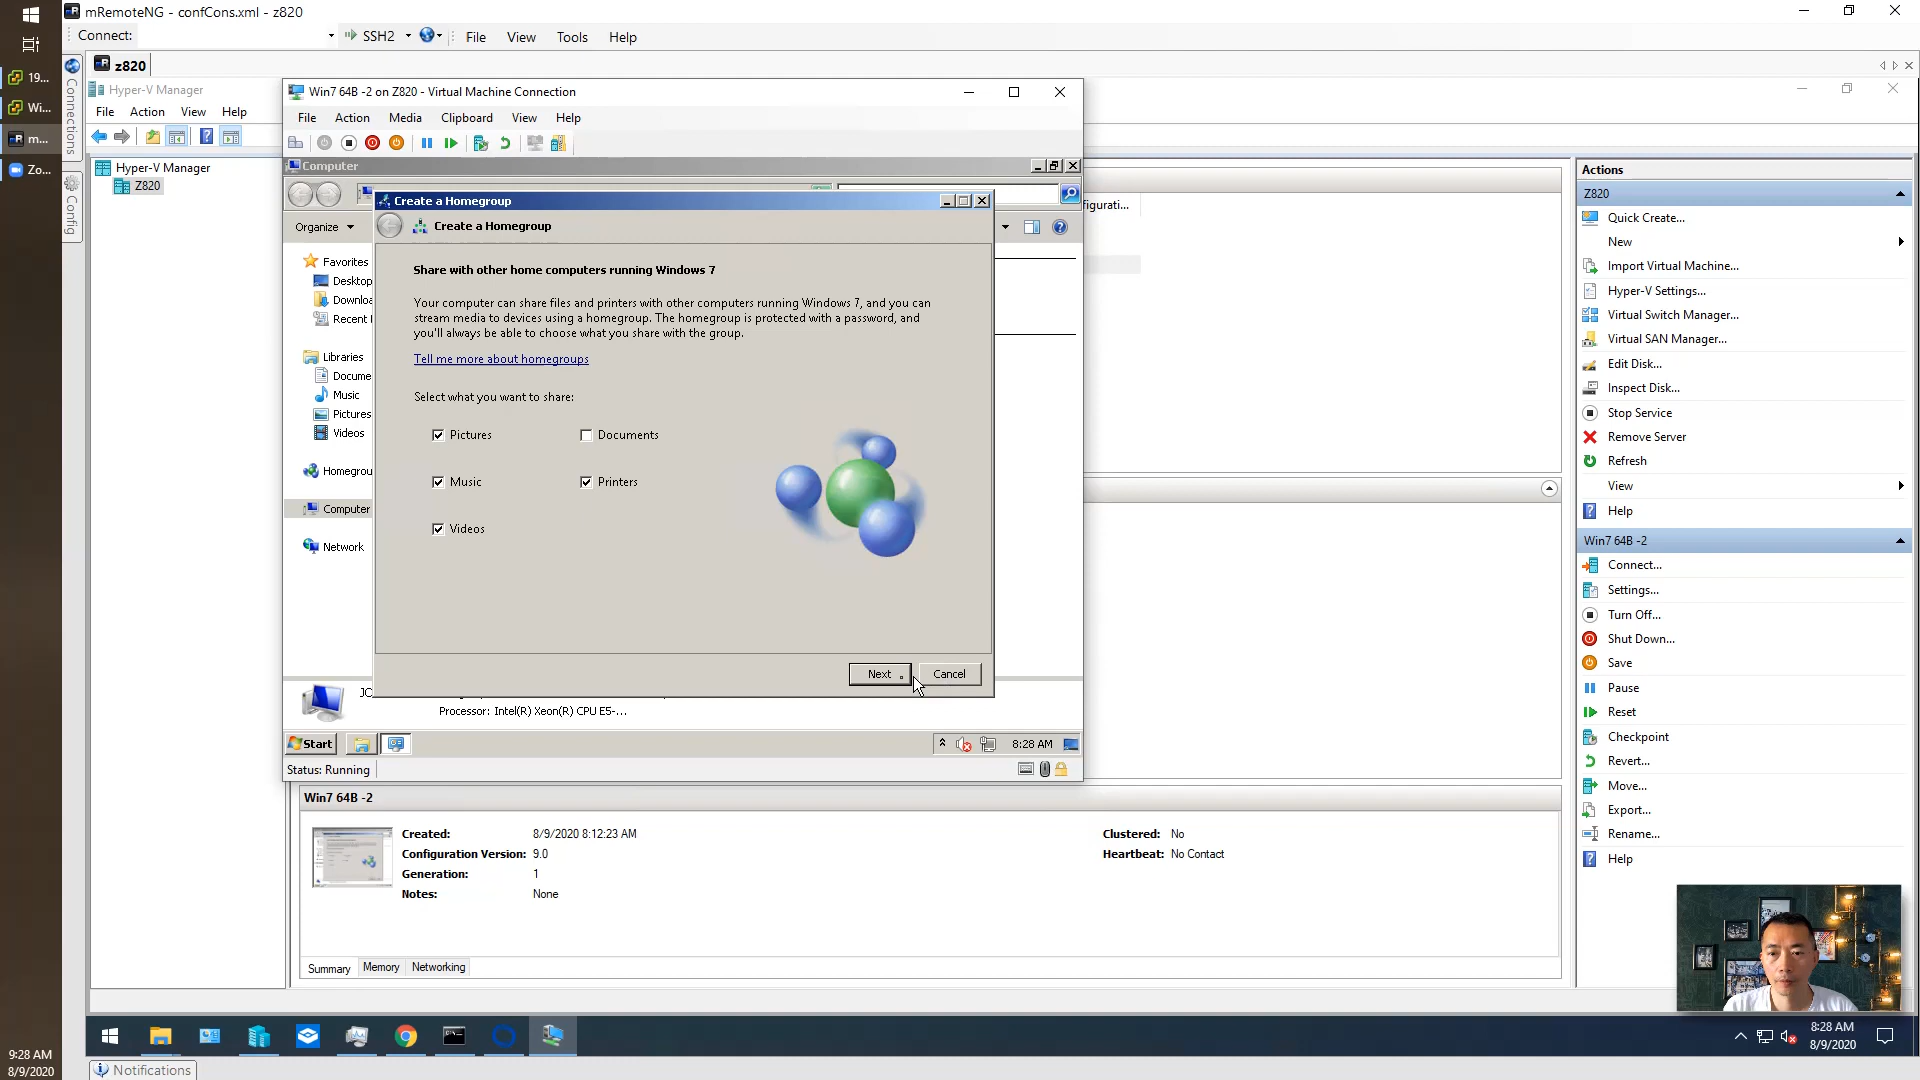 mRemoteNG - confCons.xml - z820
Connect:
SSH2
File View Tools Help
z820
19...
Wi...
m...
Zo...
Connections
Config
Hyper-V Manager
File Action View Help
Hyper-V Manager
Z820
Win7 64B -2 on Z820 - Virtual Machine Connection
File Action Media Clipboard View Help
Computer
Create a Homegroup
Create a Homegroup
Organize
Favorites
Desktop
Downloa
Recent
Libraries
Docume
Music
Pictures
Videos
Homegrou
Computer
Network
Share with other home computers running Windows 7
Your computer can share files and printers with other computers running Windows 7, and you can
stream media to devices using a homegroup. The homegroup is protected with a password, and
you'll always be able to choose what you share with the group.
Tell me more about homegroups
Select what you want to share:
Pictures Documents
Music Printers
Videos
Next Cancel
JC
Processor: Intel(R) Xeon(R) CPU E5-...
Start
8:28 AM
Status: Running
igurati...
Win7 64B -2
Created: 8/9/2020 8:12:23 AM Clustered: No
Configuration Version: 9.0 Heartbeat: No Contact
Generation: 1
Notes: None
Summary Memory Networking
Actions
Z820
Quick Create...
New
Import Virtual Machine...
Hyper-V Settings...
Virtual Switch Manager...
Virtual SAN Manager...
Edit Disk...
Inspect Disk...
Stop Service
Remove Server
Refresh
View
Help
Win7 64B -2
Connect...
Settings...
Turn Off...
Shut Down...
Save
Pause
Reset
Checkpoint
Revert...
Move...
Export...
Rename...
Help
8:28 AM
8/9/2020
9:28 AM
8/9/2020
Notifications